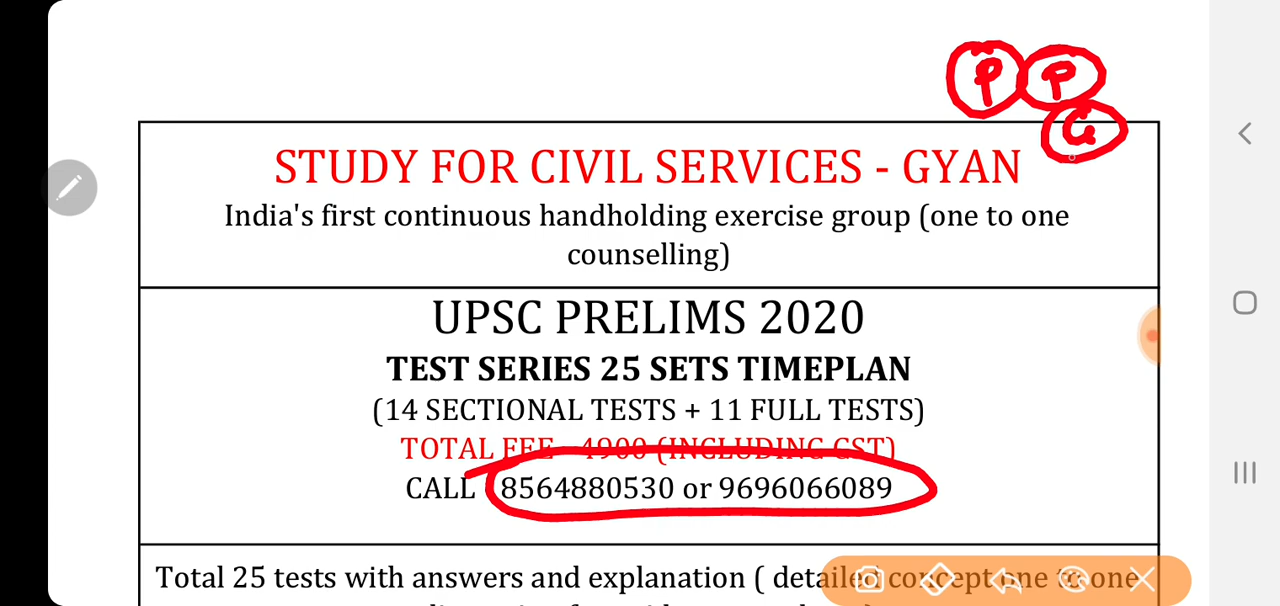 P P
G
STUDY FOR CIVIL SERVICES - GYAN
India's first continuous handholding exercise group (one to one
counselling)
UPSC PRELIMS 2020
TEST SERIES 25 SETS TIMEPLAN
(14 SECTIONAL TESTS + 11 FULL TESTS)
TOTAL FEE - 4900 (INCLUDING GST)
CALL 8564880530 or 9696066089
Total 25 tests with answers and explanation ( detailed concept one to one